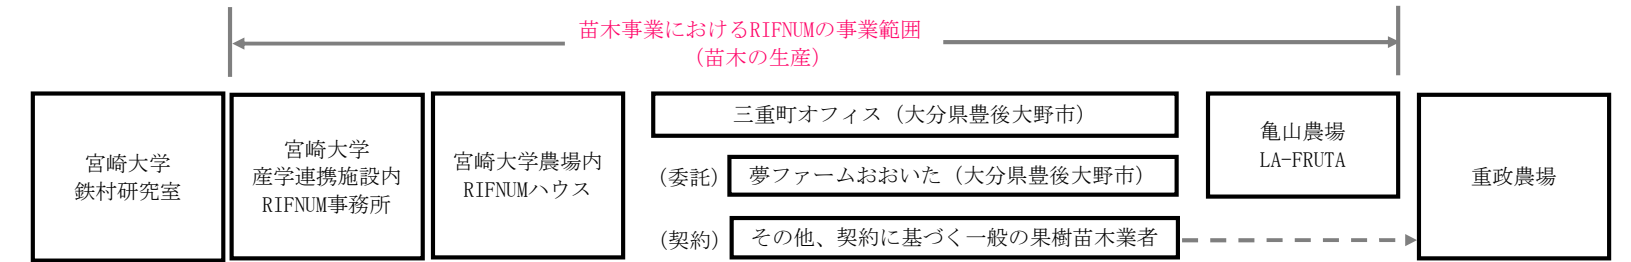 苗木事業におけるRIFNUMの事業範囲
(苗木の生産)
宮崎大学
鉄村研究室
宮崎大学
産学連携施設内
RIFNUM事務所
宮崎大学農場内
RIFNUMハウス
三重町オフィス(大分県豊後大野市)
(委託) 夢ファームおおいた(大分県豊後大野市)
(契約) その他、契約に基づく一般の果樹苗木業者
亀山農場
LA-FRUTA
重政農場